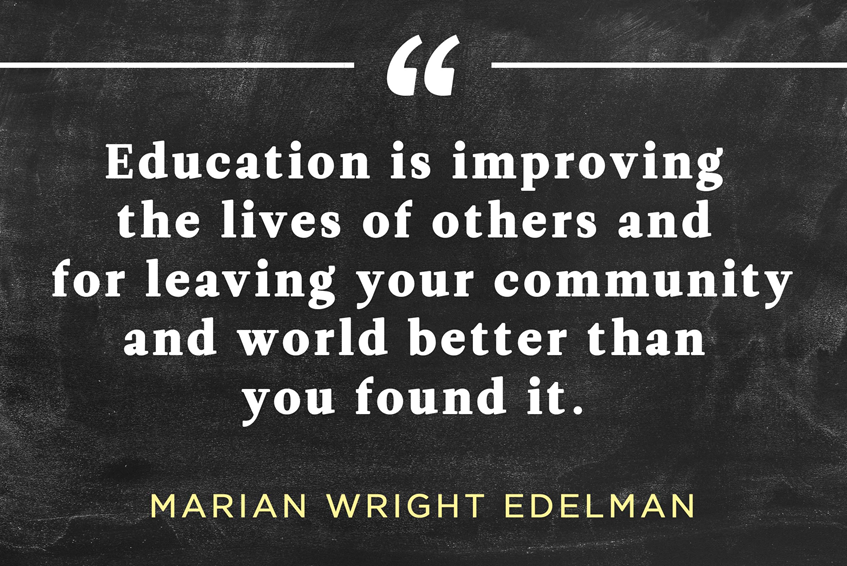 “
Education is improving
the lives of others and
for leaving your community
and world better than
you found it.
MARIAN WRIGHT EDELMAN